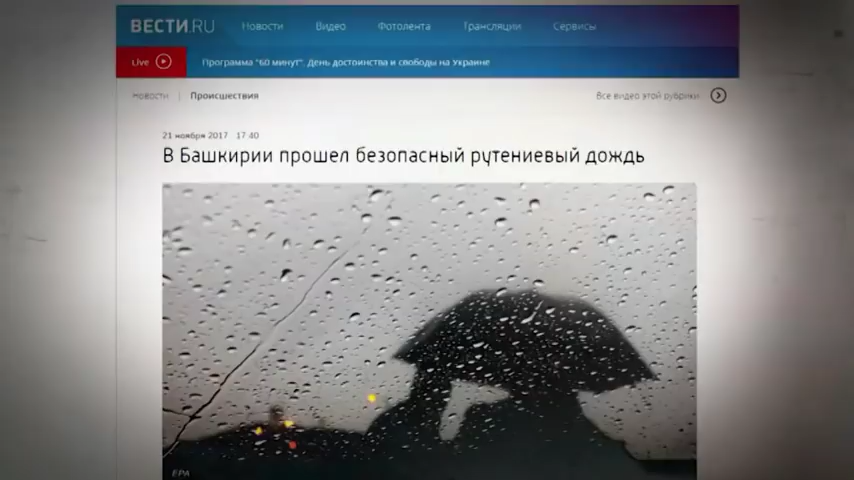 ВЕСТИ.RU Новости Видео Фотолента Трансляции Сервисы
Live Программа "60 минут". День достоинства и свободы на Украине
Новости | Происшествия Все видео этой рубрики
21 ноября 2017 17:40
В Башкирии прошел безопасный рутениевый дождь
EPA